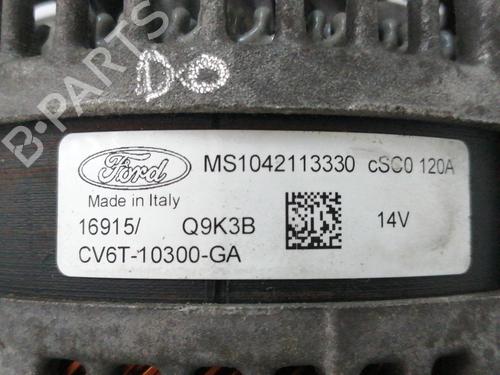 B-PARTS
DO
Ford MS1042113330 cSC0 120A
Made in Italy
16915/ Q9K3B 14V
CV6T-10300-GA